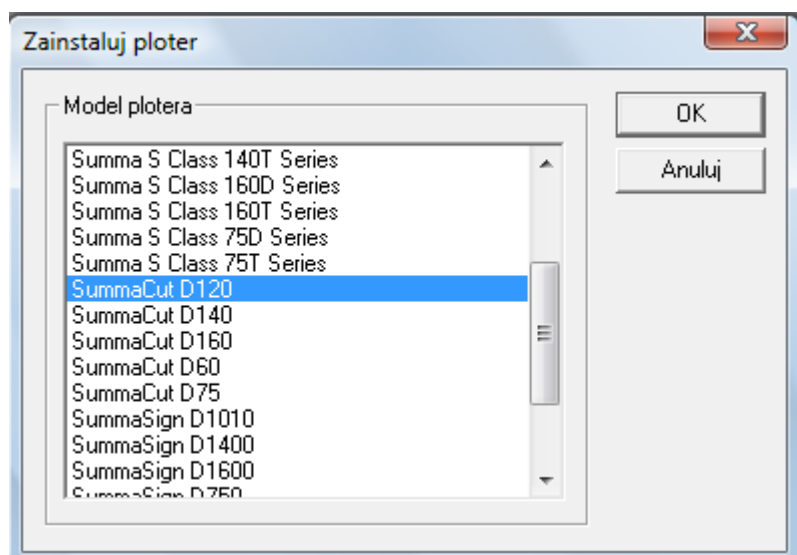 Zainstaluj ploter
Model plotera
OK
Anuluj
Summa S Class 140T Series
Summa S Class 160D Series
Summa S Class 160T Series
Summa S Class 75D Series
Summa S Class 75T Series
SummaCut D120
SummaCut D140
SummaCut D160
SummaCut D60
SummaCut D75
SummaSign D1010
SummaSign D1400
SummaSign D1600
SummaSign D750